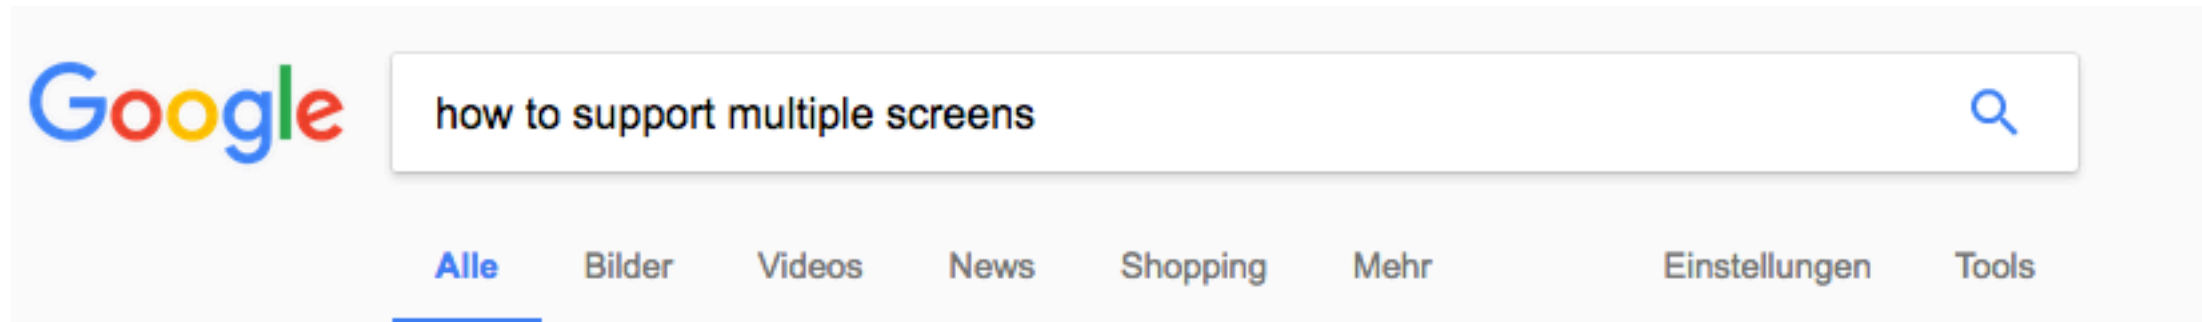 Google how to support multiple screens
Alle Bilder Videos News Shopping Mehr Einstellungen Tools